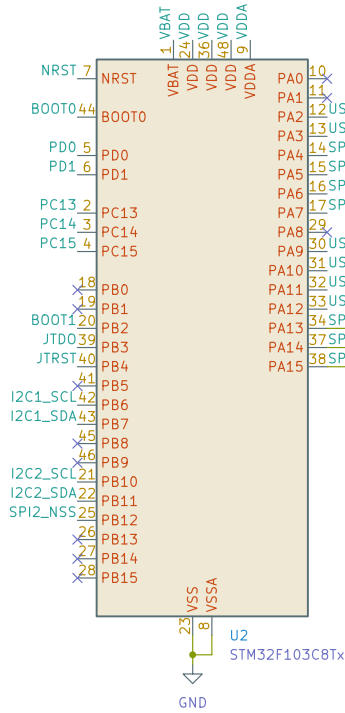 VBAT VDD VDD VDD VDDA
1 24 36 48 9
VBAT VDD VDD VDD VDDA
NRST 7 NRST
BOOT0 44 BOOT0
PD0 5 PD0
PD1 6 PD1
PC13 2 PC13
PC14 3 PC14
PC15 4 PC15
18 PB0
19 PB1
BOOT1 20 PB2
JTDO 39 PB3
JTRST 40 PB4
41 PB5
I2C1_SCL 42 PB6
I2C1_SDA 43 PB7
45 PB8
46 PB9
I2C2_SCL 21 PB10
I2C2_SDA 22 PB11
SPI2_NSS 25 PB12
26 PB13
27 PB14
28 PB15
PA0 10
PA1 11
PA2 12 US
PA3 13 US
PA4 14 SP
PA5 15 SP
PA6 16 SP
PA7 17 SP
PA8 29
PA9 30 US
PA10 31 US
PA11 32 US
PA12 33 US
PA13 34 SP
PA14 37 SP
PA15 38 SP
VSS VSSA
23 8
U2
STM32F103C8Tx
GND